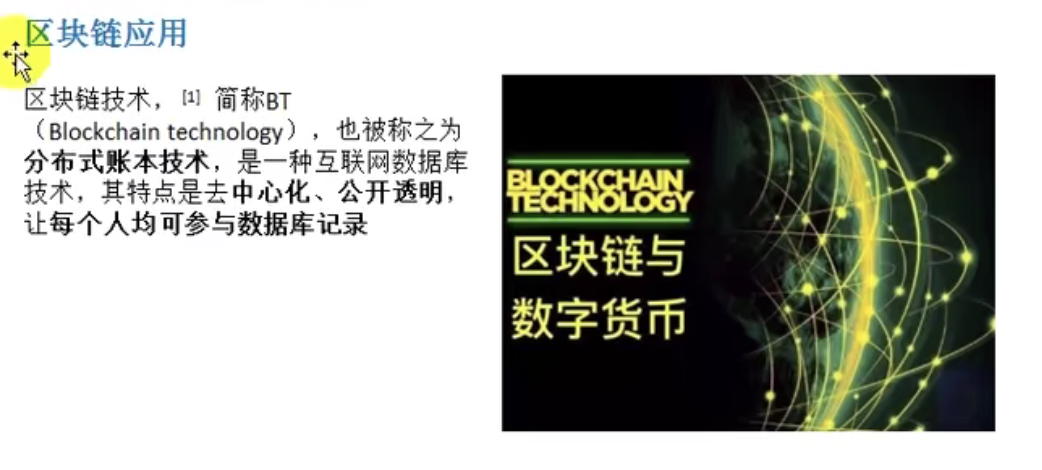 区块链应用
区块链技术， [1] 简称BT
（Blockchain technology），也被称之为
分布式账本技术，是一种互联网数据库
技术，其特点是去中心化、公开透明，
让每个人均可参与数据库记录
BLOCKCHAIN
TECHNOLOGY
区块链与
数字货币